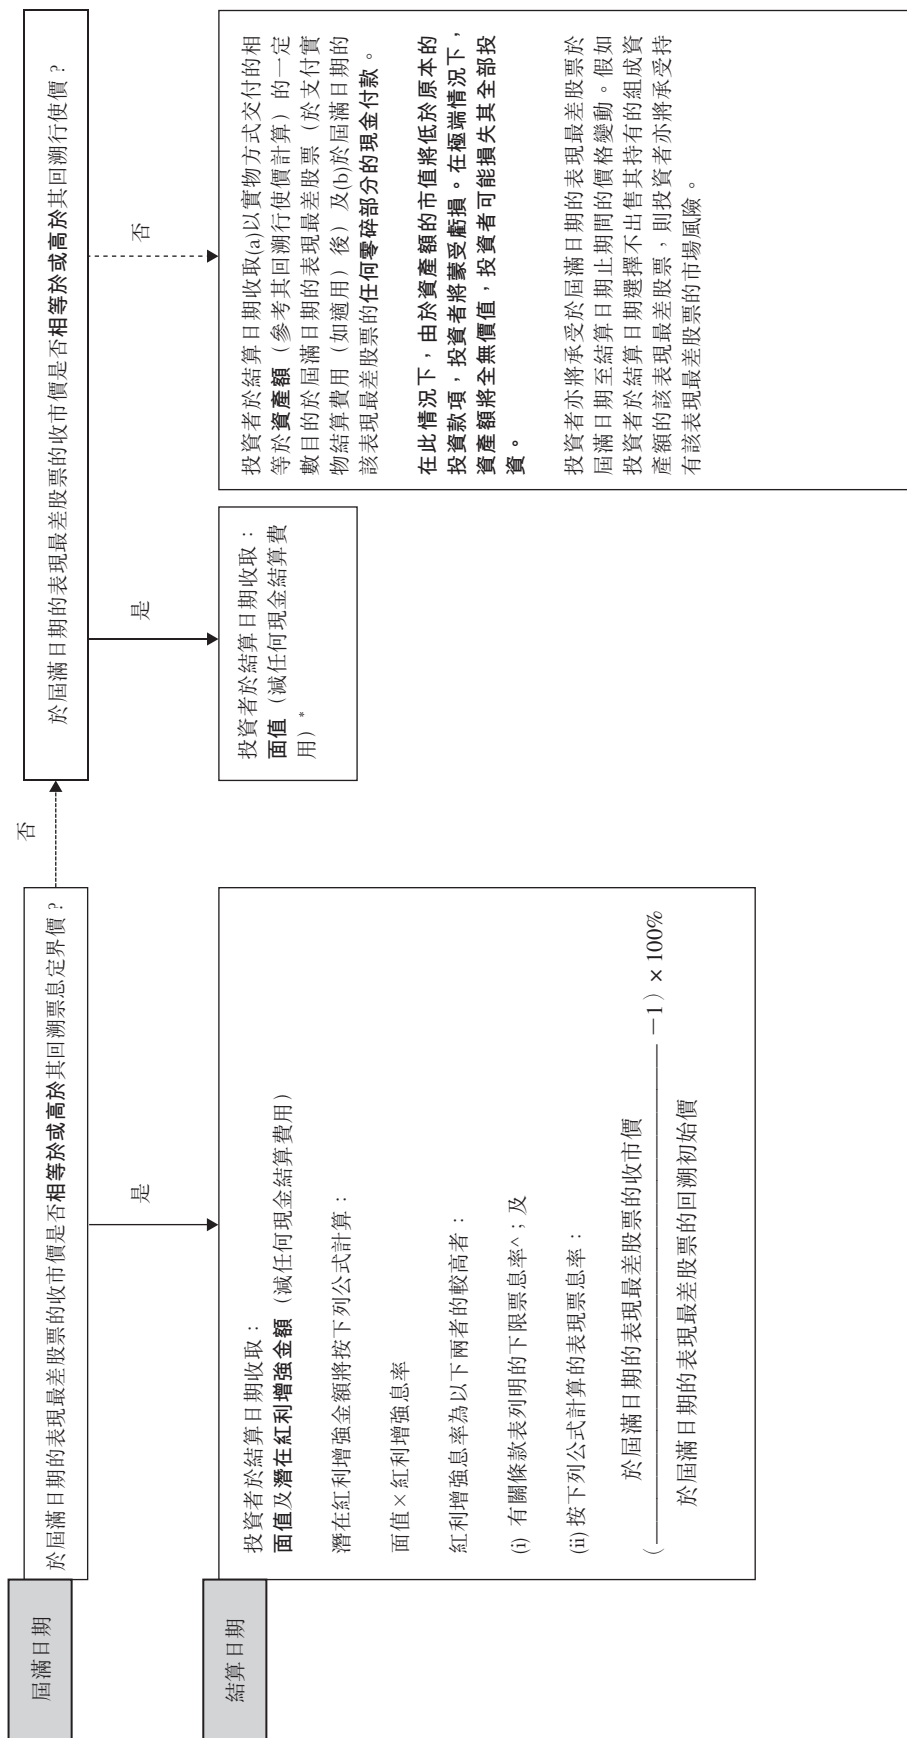 屆滿日期
於屆滿日期的表現最差股票的收市價是否相等於或高於其回溯票息定界價?
否
於屆滿日期的表現最差股票的收市價是否相等於或高於其回溯行使價?
是
是
否
結算日期
投資者於結算日期收取:
面值及潛在紅利增強金額(減任何現金結算費用)
潛在紅利增強金額將按下列公式計算:
面值×紅利增強息率
紅利增強息率為以下兩者的較高者:
(i) 有關條款表列明的下限票息率^;及
(ii) 按下列公式計算的表現票息率:
於屆滿日期的表現最差股票的收市價
( —1) × 100%
於屆滿日期的表現最差股票的回溯初始價
投資者於結算日期收取:
面值(減任何現金結算費
用)*
投資者於結算日期收取(a)以實物方式交付的相
等於資產額(參考其回溯行使價計算)的一定
數目的於屆滿日期的表現最差股票(於支付實
物結算費用(如適用)後)及(b)於屆滿日期的
該表現最差股票的任何零碎部分的現金付款。
在此情況下,由於資產額的市值將低於原本的
投資款項,投資者將蒙受虧損。在極端情況下,
資產額將全無價值,投資者可能損失其全部投
資。
投資者亦將承受於屆滿日期的表現最差股票於
屆滿日期至結算日期止期間的價格變動。假如
投資者於結算日期選擇不出售其持有的組成資
產額的該表現最差股票,則投資者亦將承受持
有該表現最差股票的市場風險。